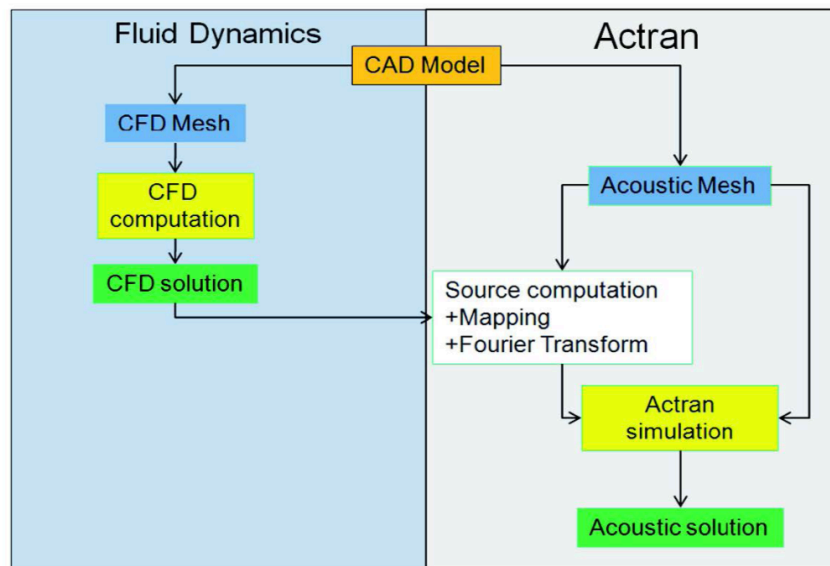 Fluid Dynamics
Actran
CAD Model
CFD Mesh
CFD
computation
CFD solution
Acoustic Mesh
Source computation
+Mapping
+Fourier Transform
Actran
simulation
Acoustic solution